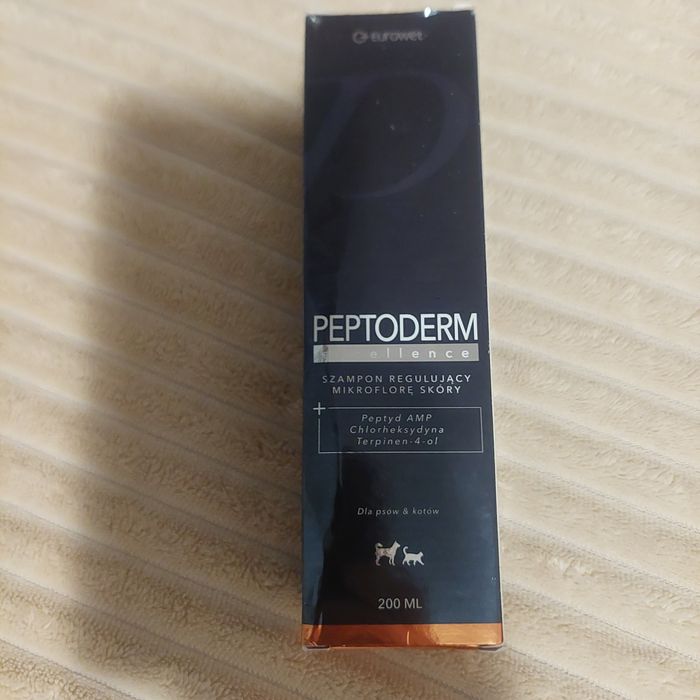 eurowet
PEPTODERM
ellence
SZAMPON REGULUJĄCY
MIKROFLORĘ SKÓRY
+
Peptyd AMP
Chlorheksydyna
Terpinen-4-ol
Dla psów & kotów
200 ML